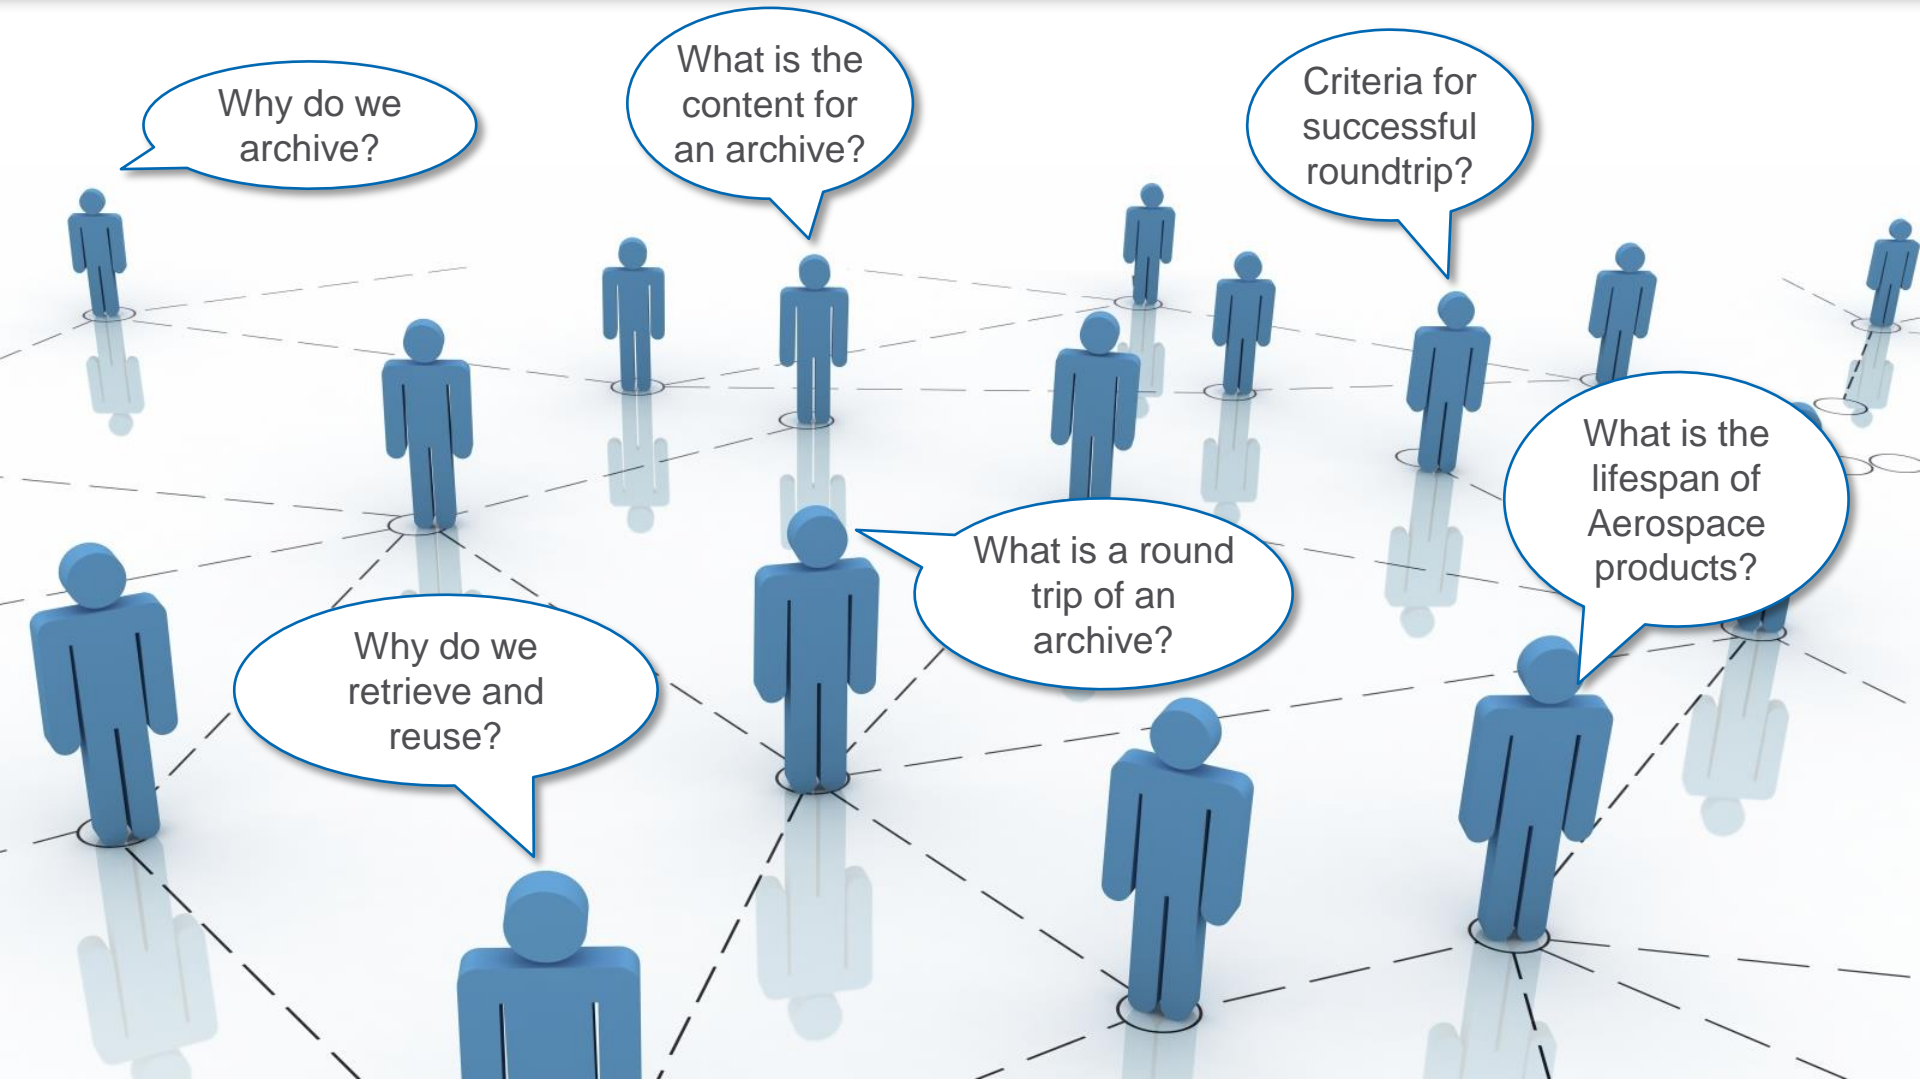 Why do we
archive?
What is the
content for
an archive?
Criteria for
successful
roundtrip?
What is the
lifespan of
Aerospace
products?
What is a round
trip of an
archive?
Why do we
retrieve and
reuse?